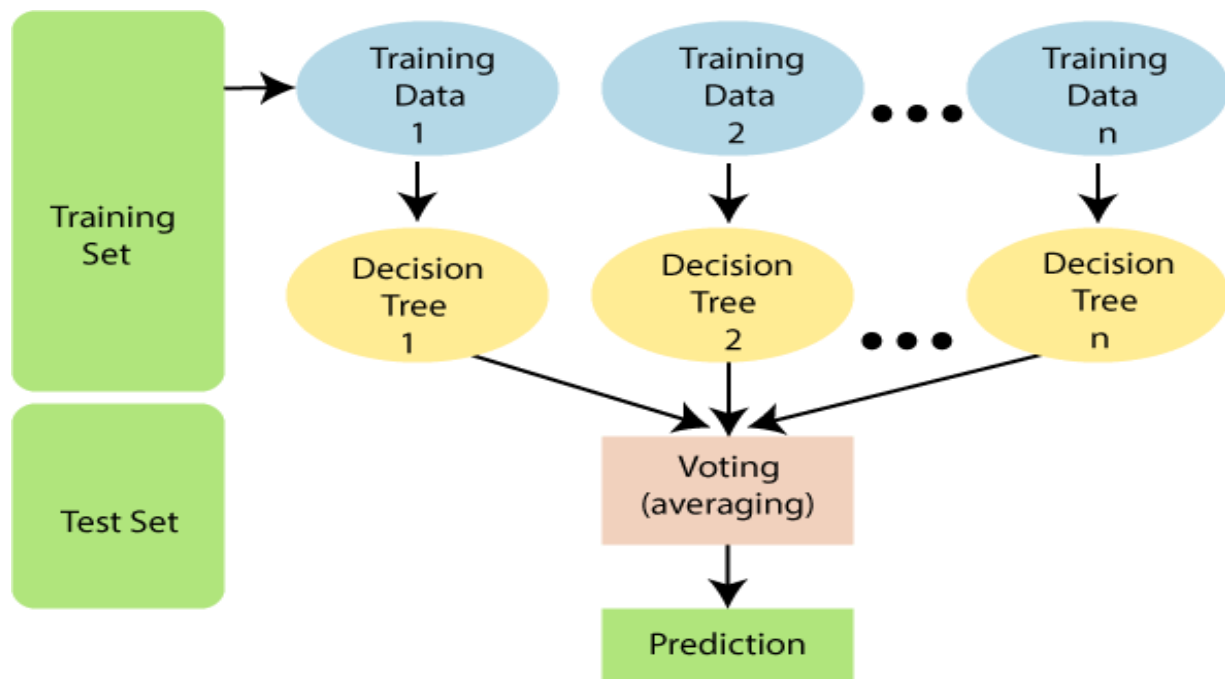 Training
Set
Test Set
Training
Data
1
Training
Data
2
Training
Data
n
Decision
Tree
1
Decision
Tree
2
Decision
Tree
n
Voting
(averaging)
Prediction